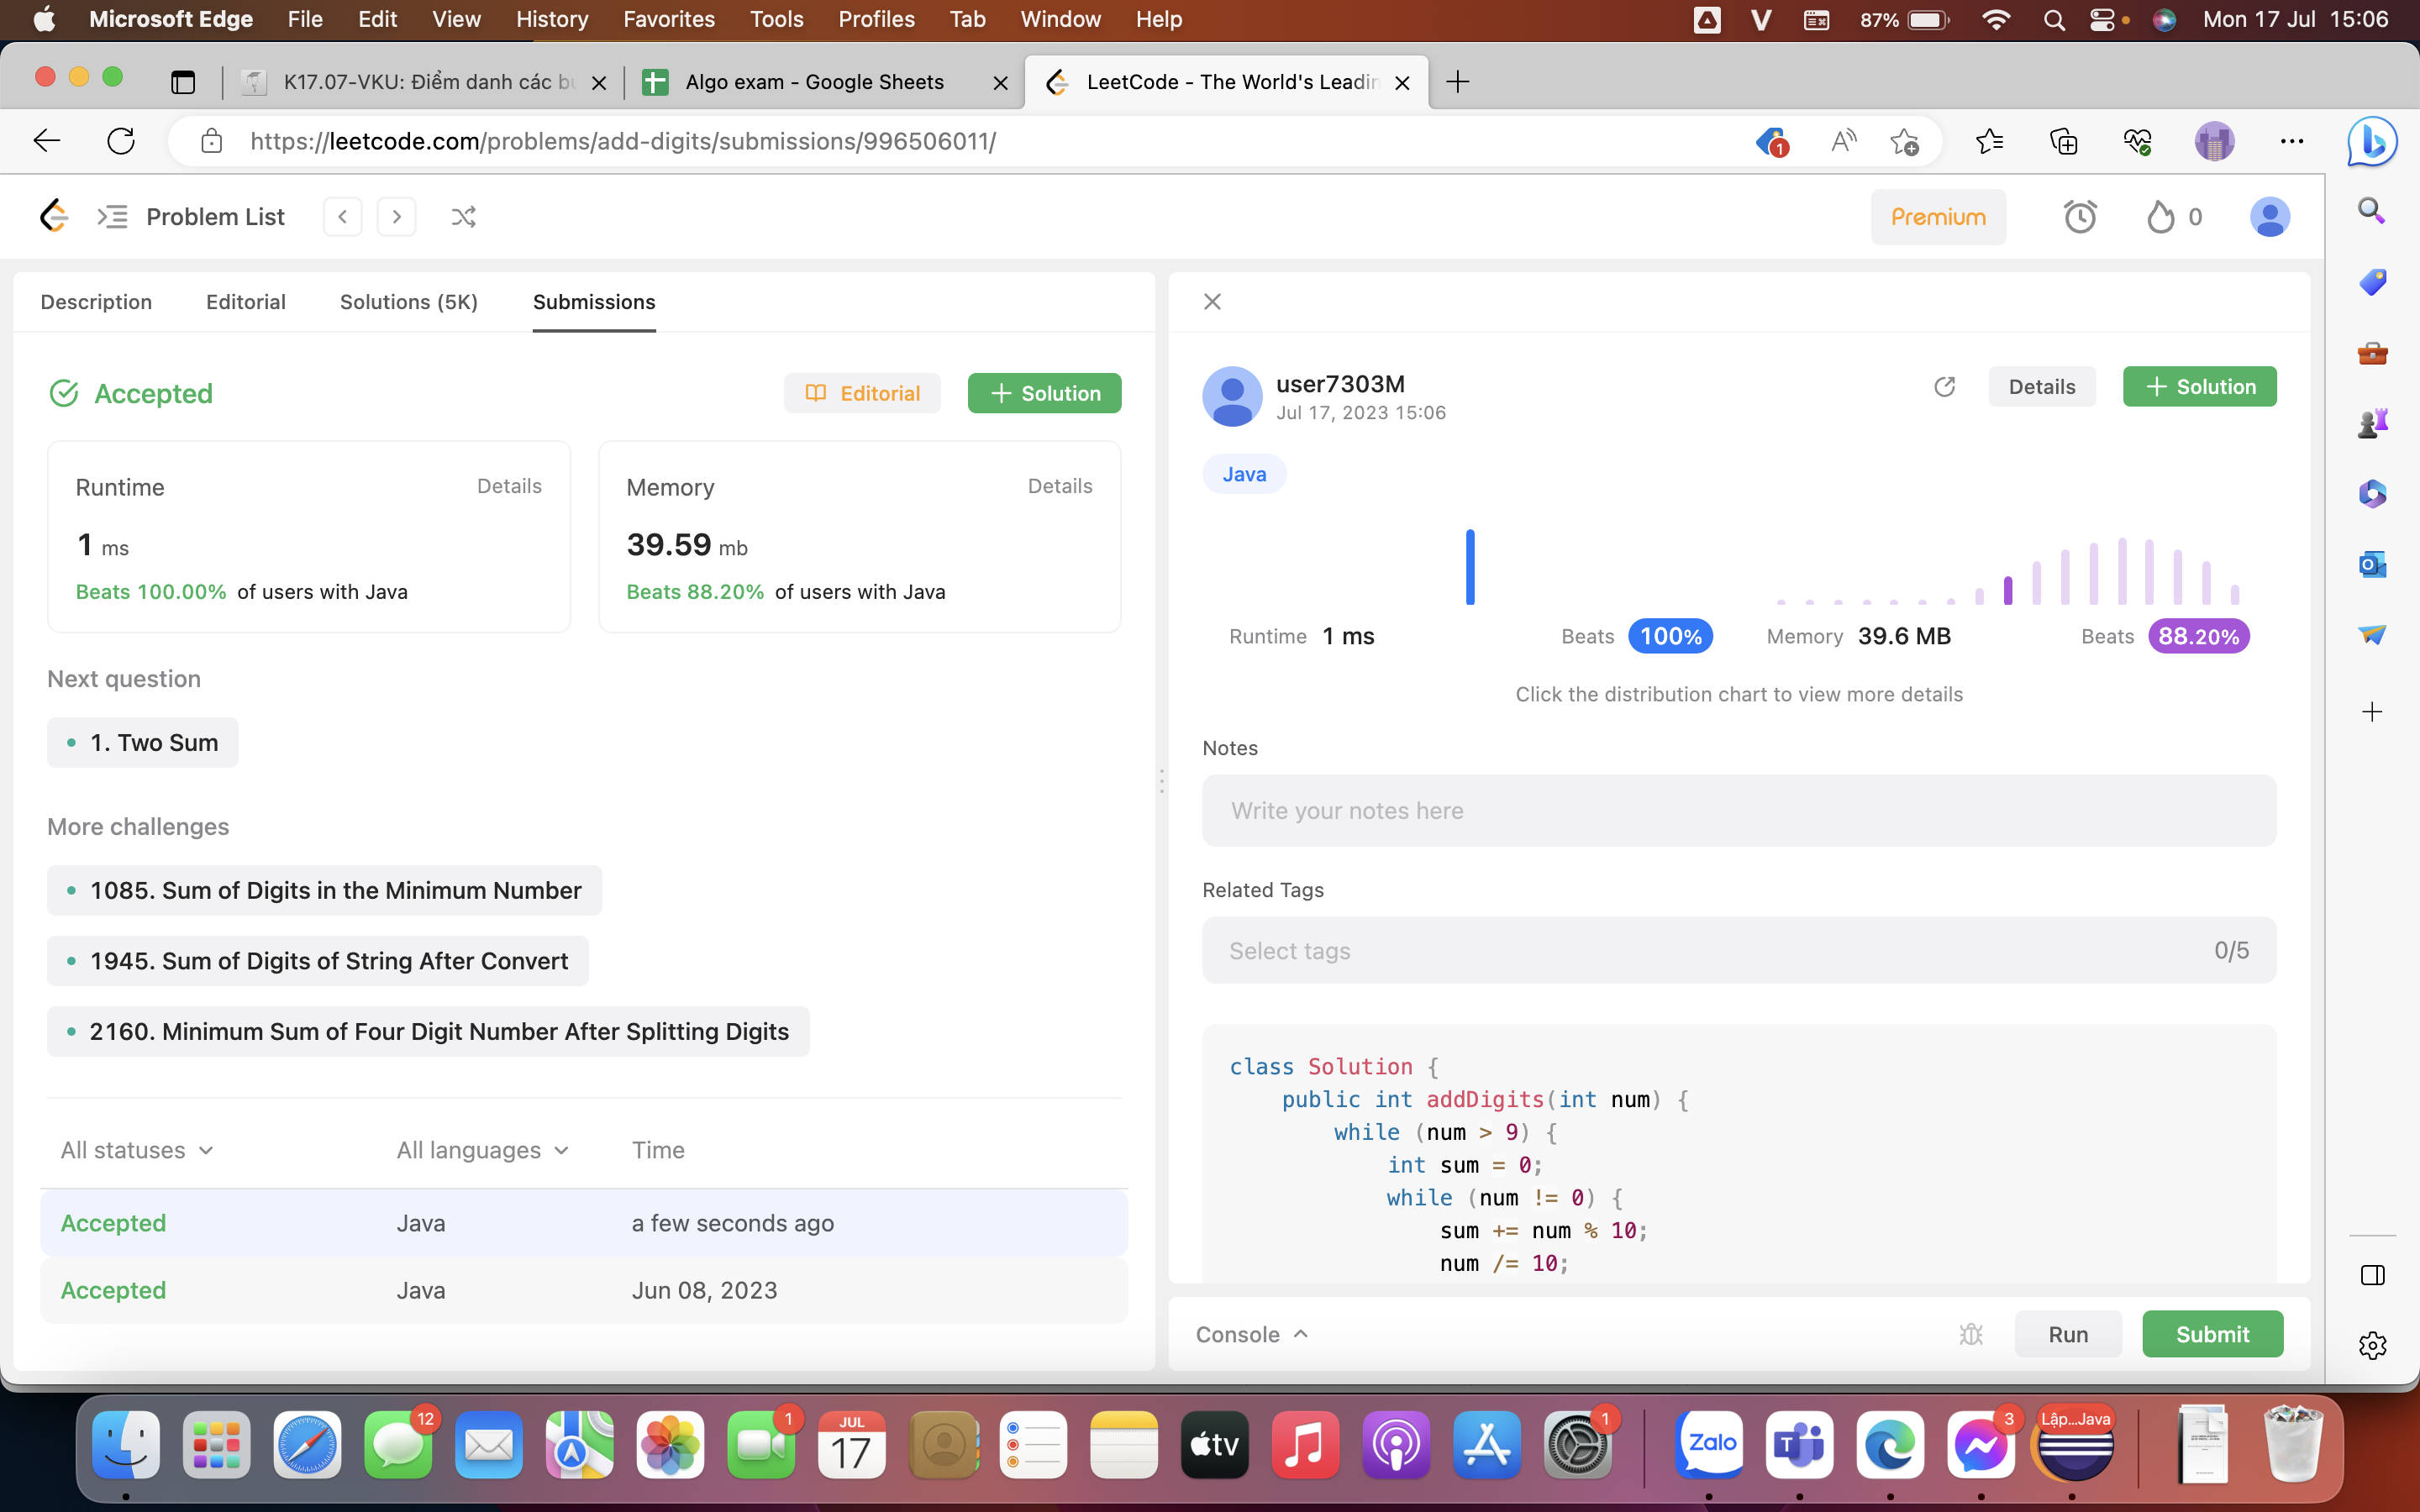 Microsoft Edge File Edit View History Favorites Tools Profiles Tab Window Help 87% Mon 17 Jul 15:06
K17.07-VKU: Điểm danh các bu Algo exam - Google Sheets LeetCode - The World's Leadin
https://leetcode.com/problems/add-digits/submissions/996506011/ 1
Problem List Premium 0
Description Editorial Solutions (5K) Submissions
Accepted Editorial + Solution
Runtime Details
1 ms
Beats 100.00% of users with Java
Memory Details
39.59 mb
Beats 88.20% of users with Java
Next question
1. Two Sum
More challenges
1085. Sum of Digits in the Minimum Number
1945. Sum of Digits of String After Convert
2160. Minimum Sum of Four Digit Number After Splitting Digits
All statuses All languages Time
Accepted Java a few seconds ago
Accepted Java Jun 08, 2023
user7303M Details + Solution
Jul 17, 2023 15:06
Java
Runtime 1 ms Beats 100% Memory 39.6 MB Beats 88.20%
Click the distribution chart to view more details
Notes
Write your notes here
Related Tags
Select tags 0/5
class Solution {
public int addDigits(int num) {
while (num > 9) {
int sum = 0;
while (num != 0) {
sum += num % 10;
num /= 10;
Console Run Submit
12 1 JUL 17 tv 1 Zalo T 3 Lập...Java